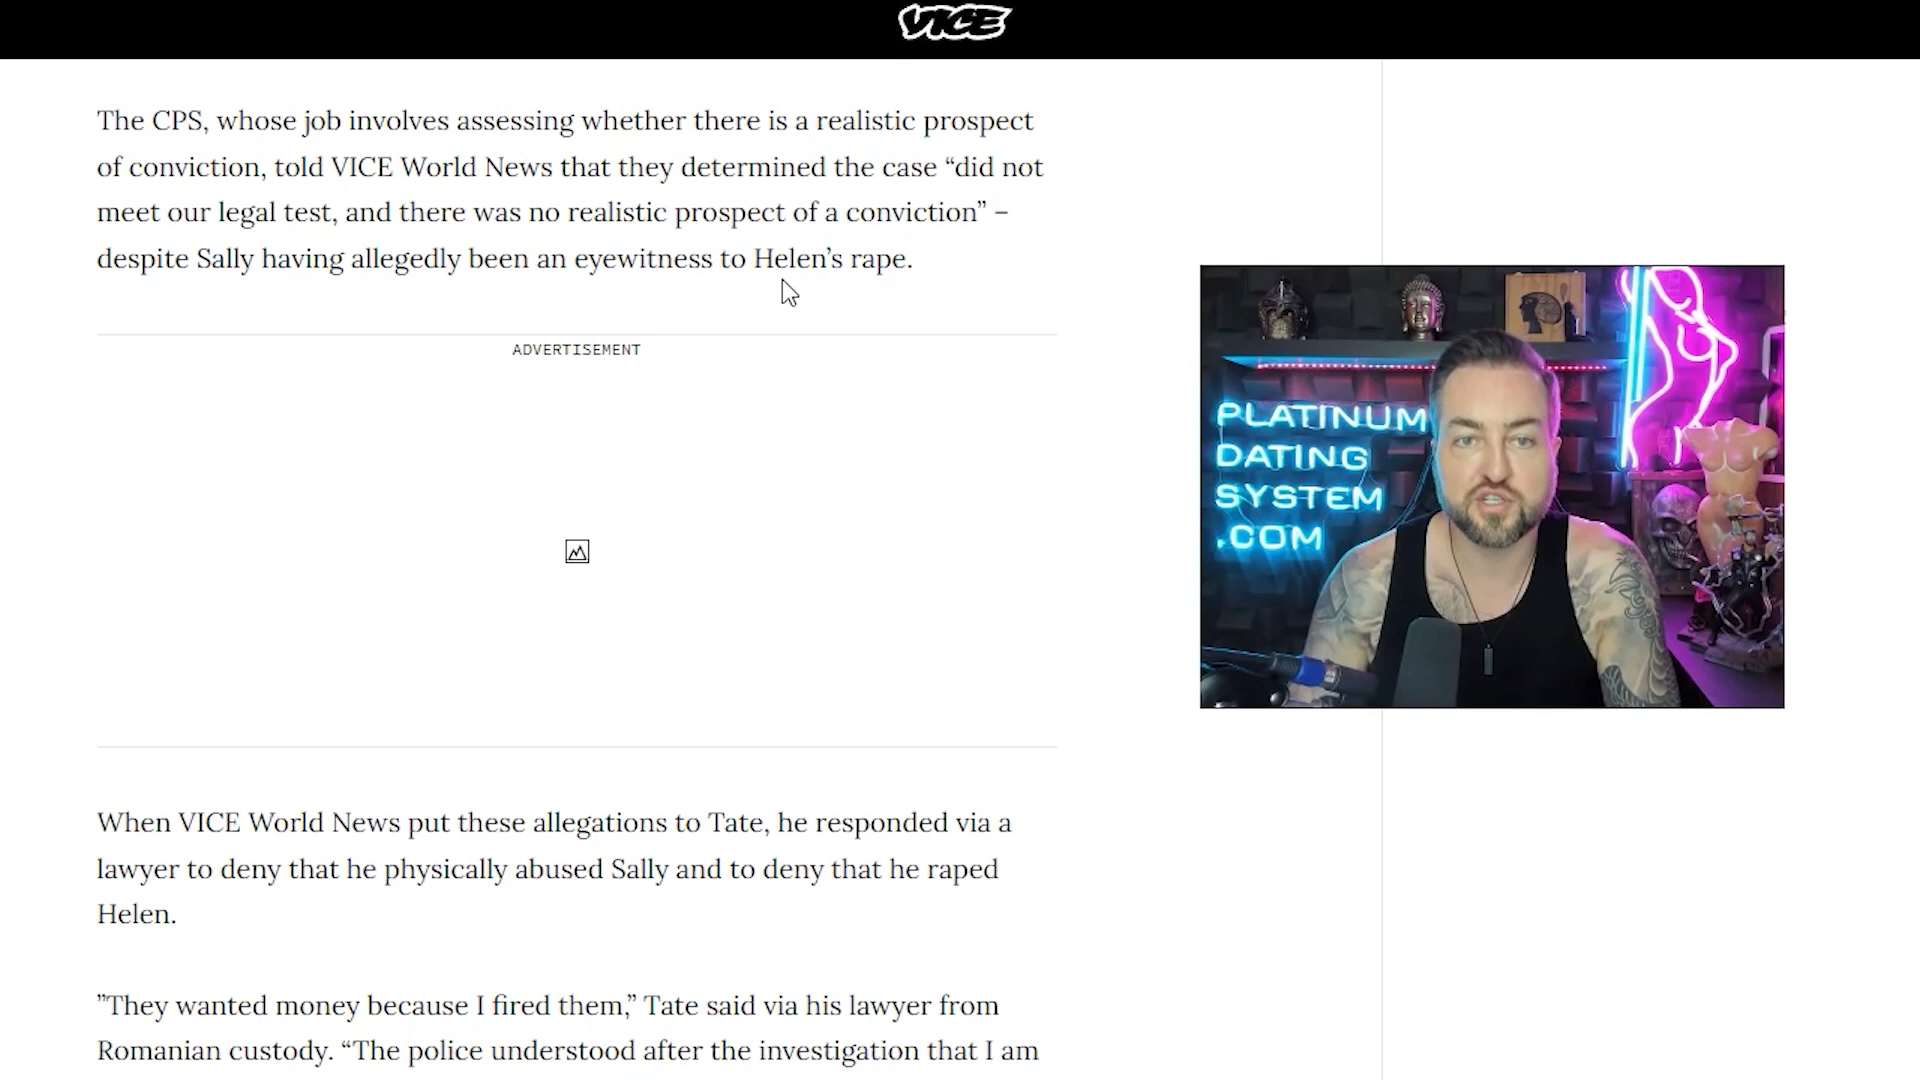 VICE
The CPS, whose job involves assessing whether there is a realistic prospect
of conviction, told VICE World News that they determined the case “did not
meet our legal test, and there was no realistic prospect of a conviction” –
despite Sally having allegedly been an eyewitness to Helen’s rape.
ADVERTISEMENT
PLATINUM
DATING
SYSTEM
.COM
When VICE World News put these allegations to Tate, he responded via a
lawyer to deny that he physically abused Sally and to deny that he raped
Helen.
”They wanted money because I fired them,” Tate said via his lawyer from
Romanian custody. “The police understood after the investigation that I am